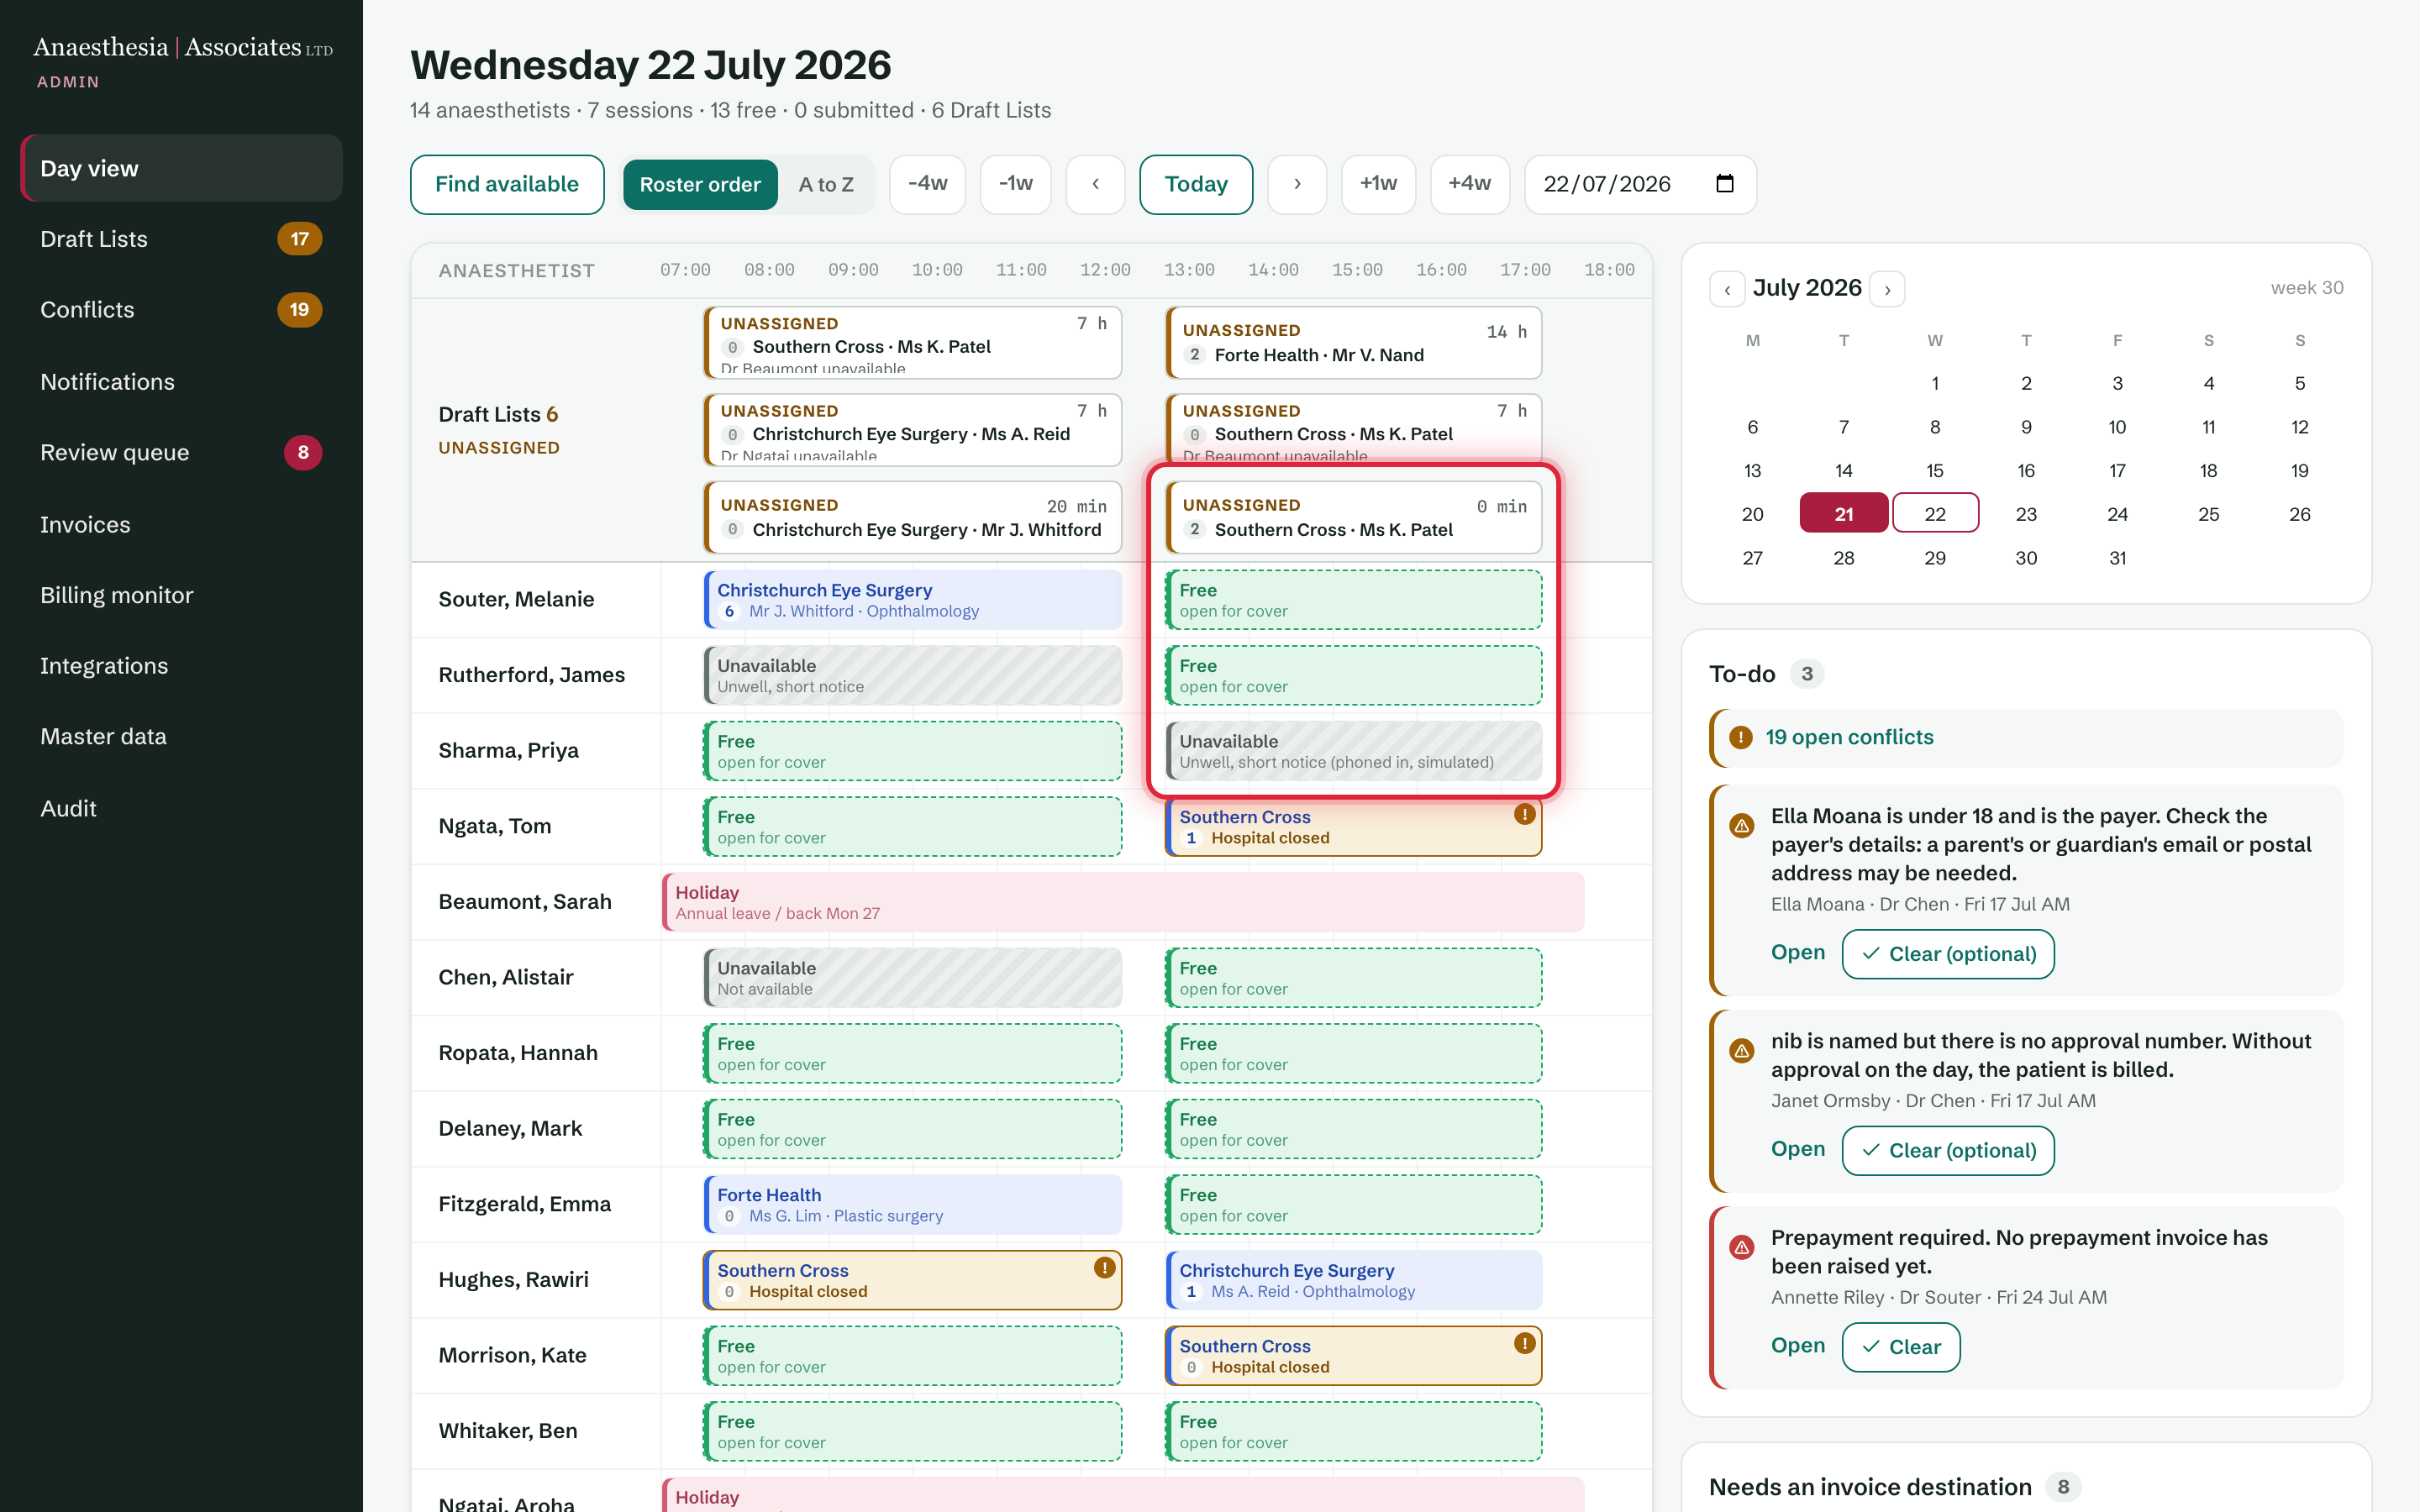 Anaesthesia | Associates LTD
ADMIN
Day view
Draft Lists 17
Conflicts 19
Notifications
Review queue 8
Invoices
Billing monitor
Integrations
Master data
Audit
Wednesday 22 July 2026
14 anaesthetists · 7 sessions · 13 free · 0 submitted · 6 Draft Lists
Find available Roster order A to Z -4w -1w ‹ Today › +1w +4w 22/07/2026
ANAESTHETIST 07:00 08:00 09:00 10:00 11:00 12:00 13:00 14:00 15:00 16:00 17:00 18:00
Draft Lists 6
UNASSIGNED
UNASSIGNED 7 h
0 Southern Cross · Ms K. Patel
Dr Beaumont unavailable
UNASSIGNED 14 h
2 Forte Health · Mr V. Nand
UNASSIGNED 7 h
0 Christchurch Eye Surgery · Ms A. Reid
Dr Ngatai unavailable
UNASSIGNED 7 h
0 Southern Cross · Ms K. Patel
Dr Beaumont unavailable
UNASSIGNED 20 min
0 Christchurch Eye Surgery · Mr J. Whitford
UNASSIGNED 0 min
2 Southern Cross · Ms K. Patel
Souter, Melanie
Christchurch Eye Surgery
6 Mr J. Whitford · Ophthalmology
Free
open for cover
Rutherford, James
Unavailable
Unwell, short notice
Free
open for cover
Sharma, Priya
Free
open for cover
Unavailable
Unwell, short notice (phoned in, simulated)
Ngata, Tom
Free
open for cover
Southern Cross !
1 Hospital closed
Beaumont, Sarah
Holiday
Annual leave / back Mon 27
Chen, Alistair
Unavailable
Not available
Free
open for cover
Ropata, Hannah
Free
open for cover
Free
open for cover
Delaney, Mark
Free
open for cover
Free
open for cover
Fitzgerald, Emma
Forte Health
0 Ms G. Lim · Plastic surgery
Free
open for cover
Hughes, Rawiri
Southern Cross !
0 Hospital closed
Christchurch Eye Surgery
1 Ms A. Reid · Ophthalmology
Morrison, Kate
Free
open for cover
Southern Cross !
0 Hospital closed
Whitaker, Ben
Free
open for cover
Free
open for cover
Ngatai, Aroha
Holiday
‹ July 2026 › week 30
M T W T F S S
1 2 3 4 5
6 7 8 9 10 11 12
13 14 15 16 17 18 19
20 21 22 23 24 25 26
27 28 29 30 31
To-do 3
! 19 open conflicts
Ella Moana is under 18 and is the payer. Check the
payer's details: a parent's or guardian's email or postal
address may be needed.
Ella Moana · Dr Chen · Fri 17 Jul AM
Open ✓ Clear (optional)
nib is named but there is no approval number. Without
approval on the day, the patient is billed.
Janet Ormsby · Dr Chen · Fri 17 Jul AM
Open ✓ Clear (optional)
Prepayment required. No prepayment invoice has
been raised yet.
Annette Riley · Dr Souter · Fri 24 Jul AM
Open ✓ Clear
Needs an invoice destination 8